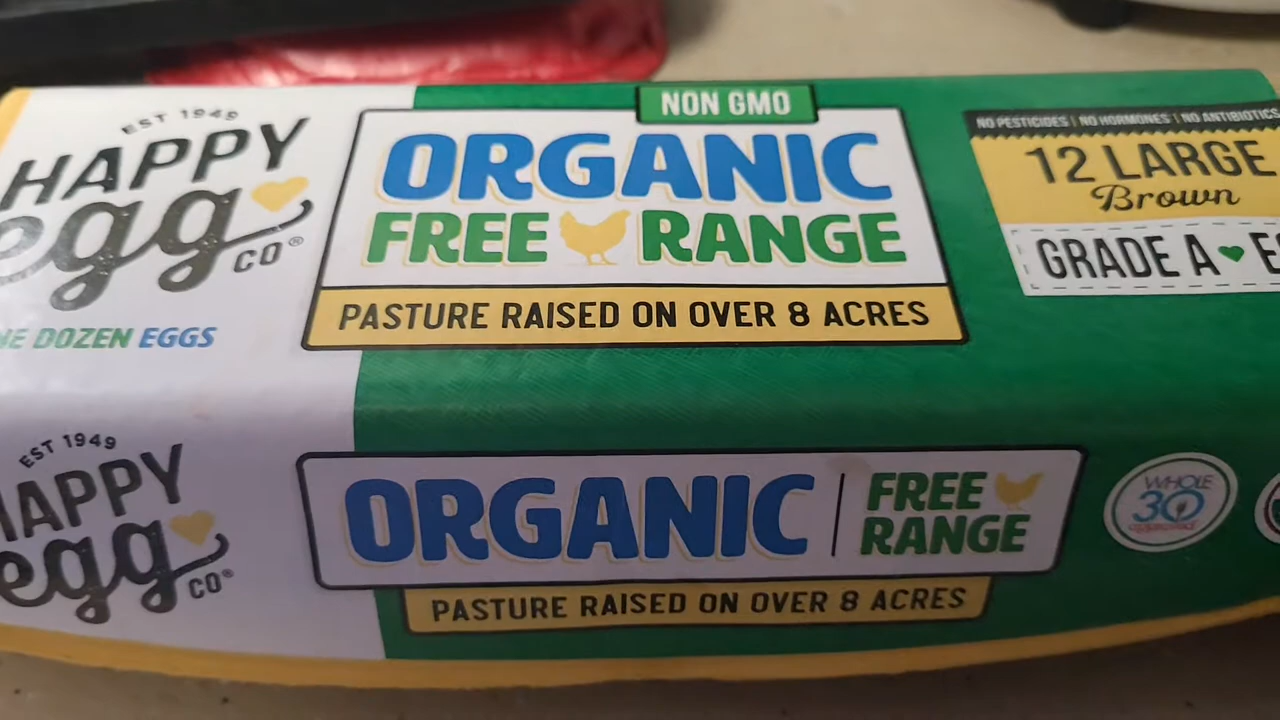 EST 1949
HAPPY
egg
CO®
DOZEN EGGS
NON GMO
ORGANIC
FREE RANGE
PASTURE RAISED ON OVER 8 ACRES
NO PESTICIDES | NO HORMONES | NO ANTIBIOTICS
12 LARGE
Brown
GRADE A
EST 1949
HAPPY
egg
CO®
ORGANIC
FREE
RANGE
PASTURE RAISED ON OVER 8 ACRES
WHOLE
30
approved